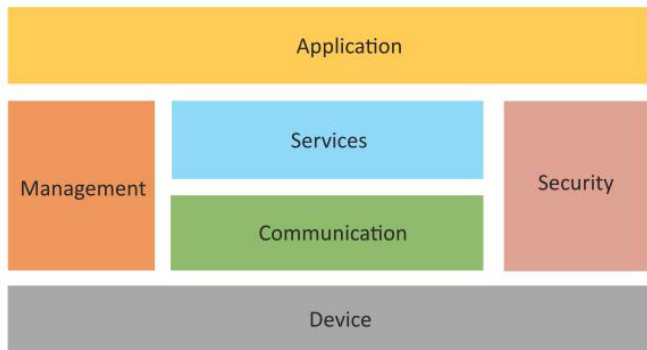 Application
Management
Services
Communication
Security
Device